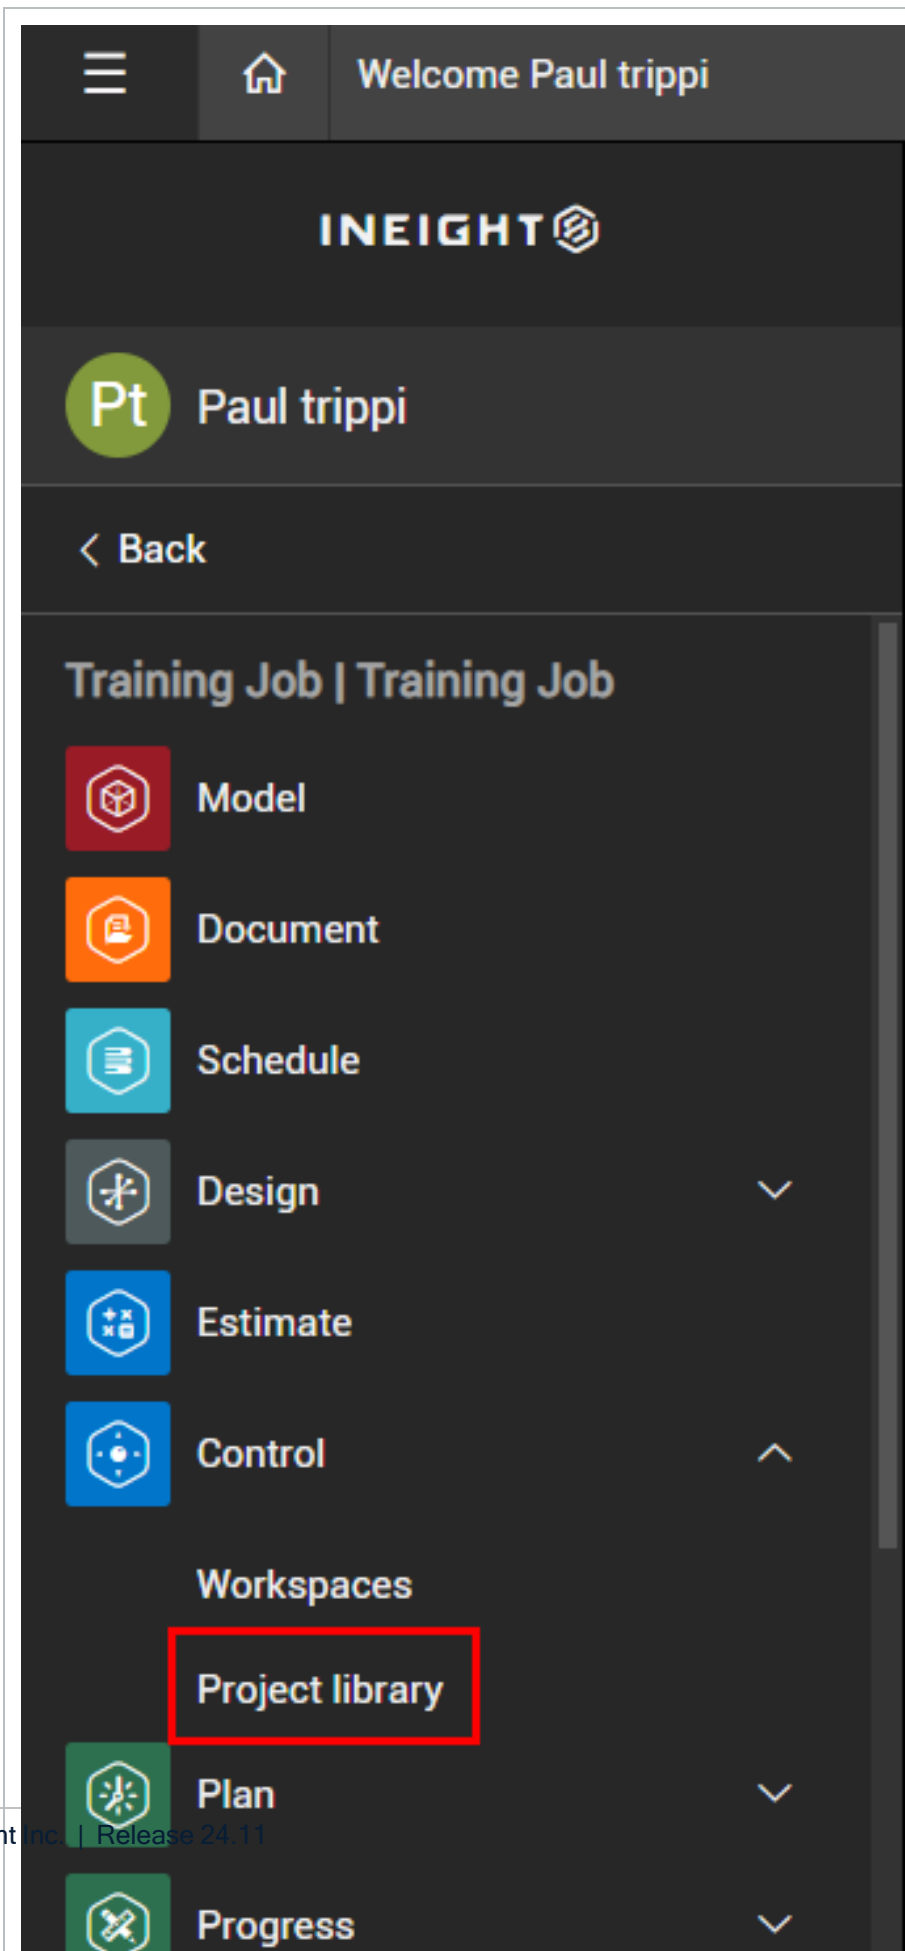 Welcome Paul trippi
INEIGHT
Pt Paul trippi
Back
Training Job | Training Job
Model
Document
Schedule
Design
Estimate
Control
Workspaces
Project library
Plan
Inc. | Release 24.11
Progress